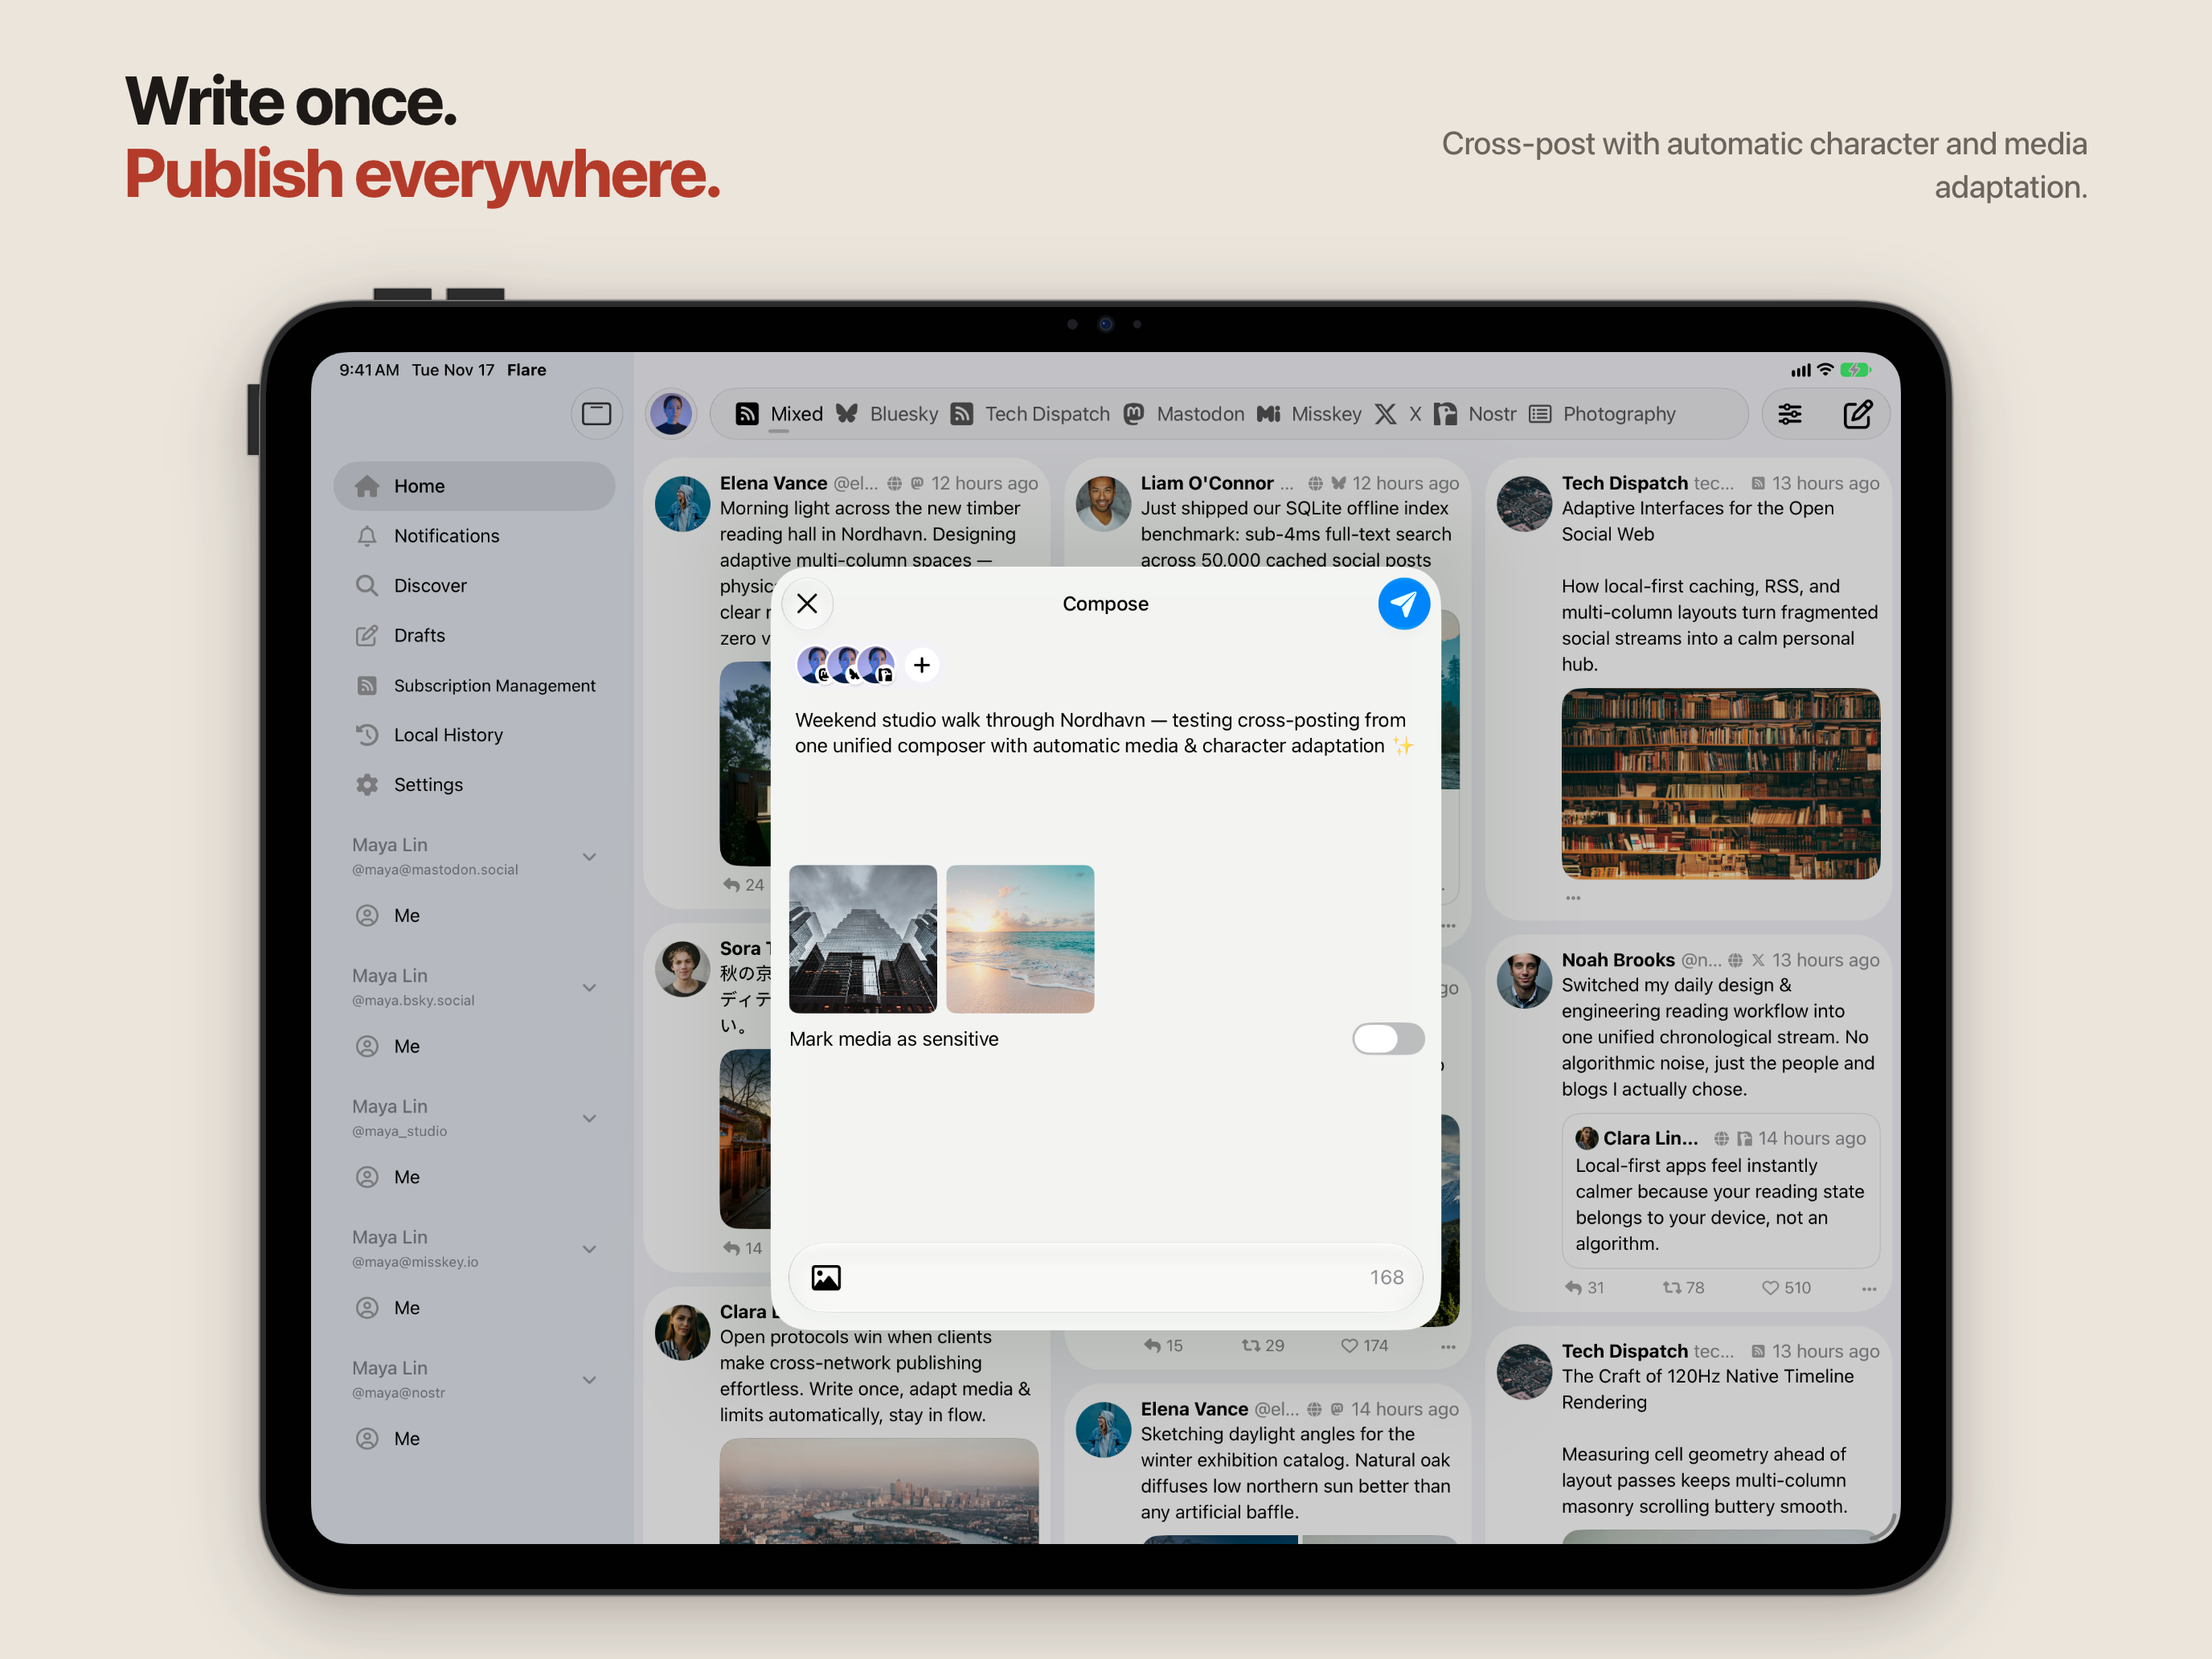 Write once.
Publish everywhere.
Cross-post with automatic character and media
adaptation.
9:41 AM Tue Nov 17 Flare
Mixed Bluesky Tech Dispatch Mastodon Misskey X Nostr Photography
Home
Notifications
Discover
Drafts
Subscription Management
Local History
Settings
Maya Lin
@maya@mastodon.social
Me
Maya Lin
@maya.bsky.social
Me
Maya Lin
@maya_studio
Me
Maya Lin
@maya@misskey.io
Me
Maya Lin
@maya@nostr
Me
Elena Vance @el... 12 hours ago
Morning light across the new timber
reading hall in Nordhavn. Designing
adaptive multi-column spaces —
clear
zero
24
Sora
秋の京
ディテ
い。
14
Clara
Open protocols win when clients
make cross-network publishing
effortless. Write once, adapt media &
limits automatically, stay in flow.
Liam O'Connor ... 12 hours ago
Just shipped our SQLite offline index
benchmark: sub-4ms full-text search
across 50,000 cached social posts
Compose
Weekend studio walk through Nordhavn — testing cross-posting from
one unified composer with automatic media & character adaptation ✨
Mark media as sensitive
168
15 29 174
Elena Vance @el... 14 hours ago
Sketching daylight angles for the
winter exhibition catalog. Natural oak
diffuses low northern sun better than
any artificial baffle.
Tech Dispatch tec... 13 hours ago
Adaptive Interfaces for the Open
Social Web
How local-first caching, RSS, and
multi-column layouts turn fragmented
social streams into a calm personal
hub.
Noah Brooks @n... 13 hours ago
Switched my daily design &
engineering reading workflow into
one unified chronological stream. No
algorithmic noise, just the people and
blogs I actually chose.
Clara Lin... 14 hours ago
Local-first apps feel instantly
calmer because your reading state
belongs to your device, not an
algorithm.
31 78 510
Tech Dispatch tec... 13 hours ago
The Craft of 120Hz Native Timeline
Rendering
Measuring cell geometry ahead of
layout passes keeps multi-column
masonry scrolling buttery smooth.